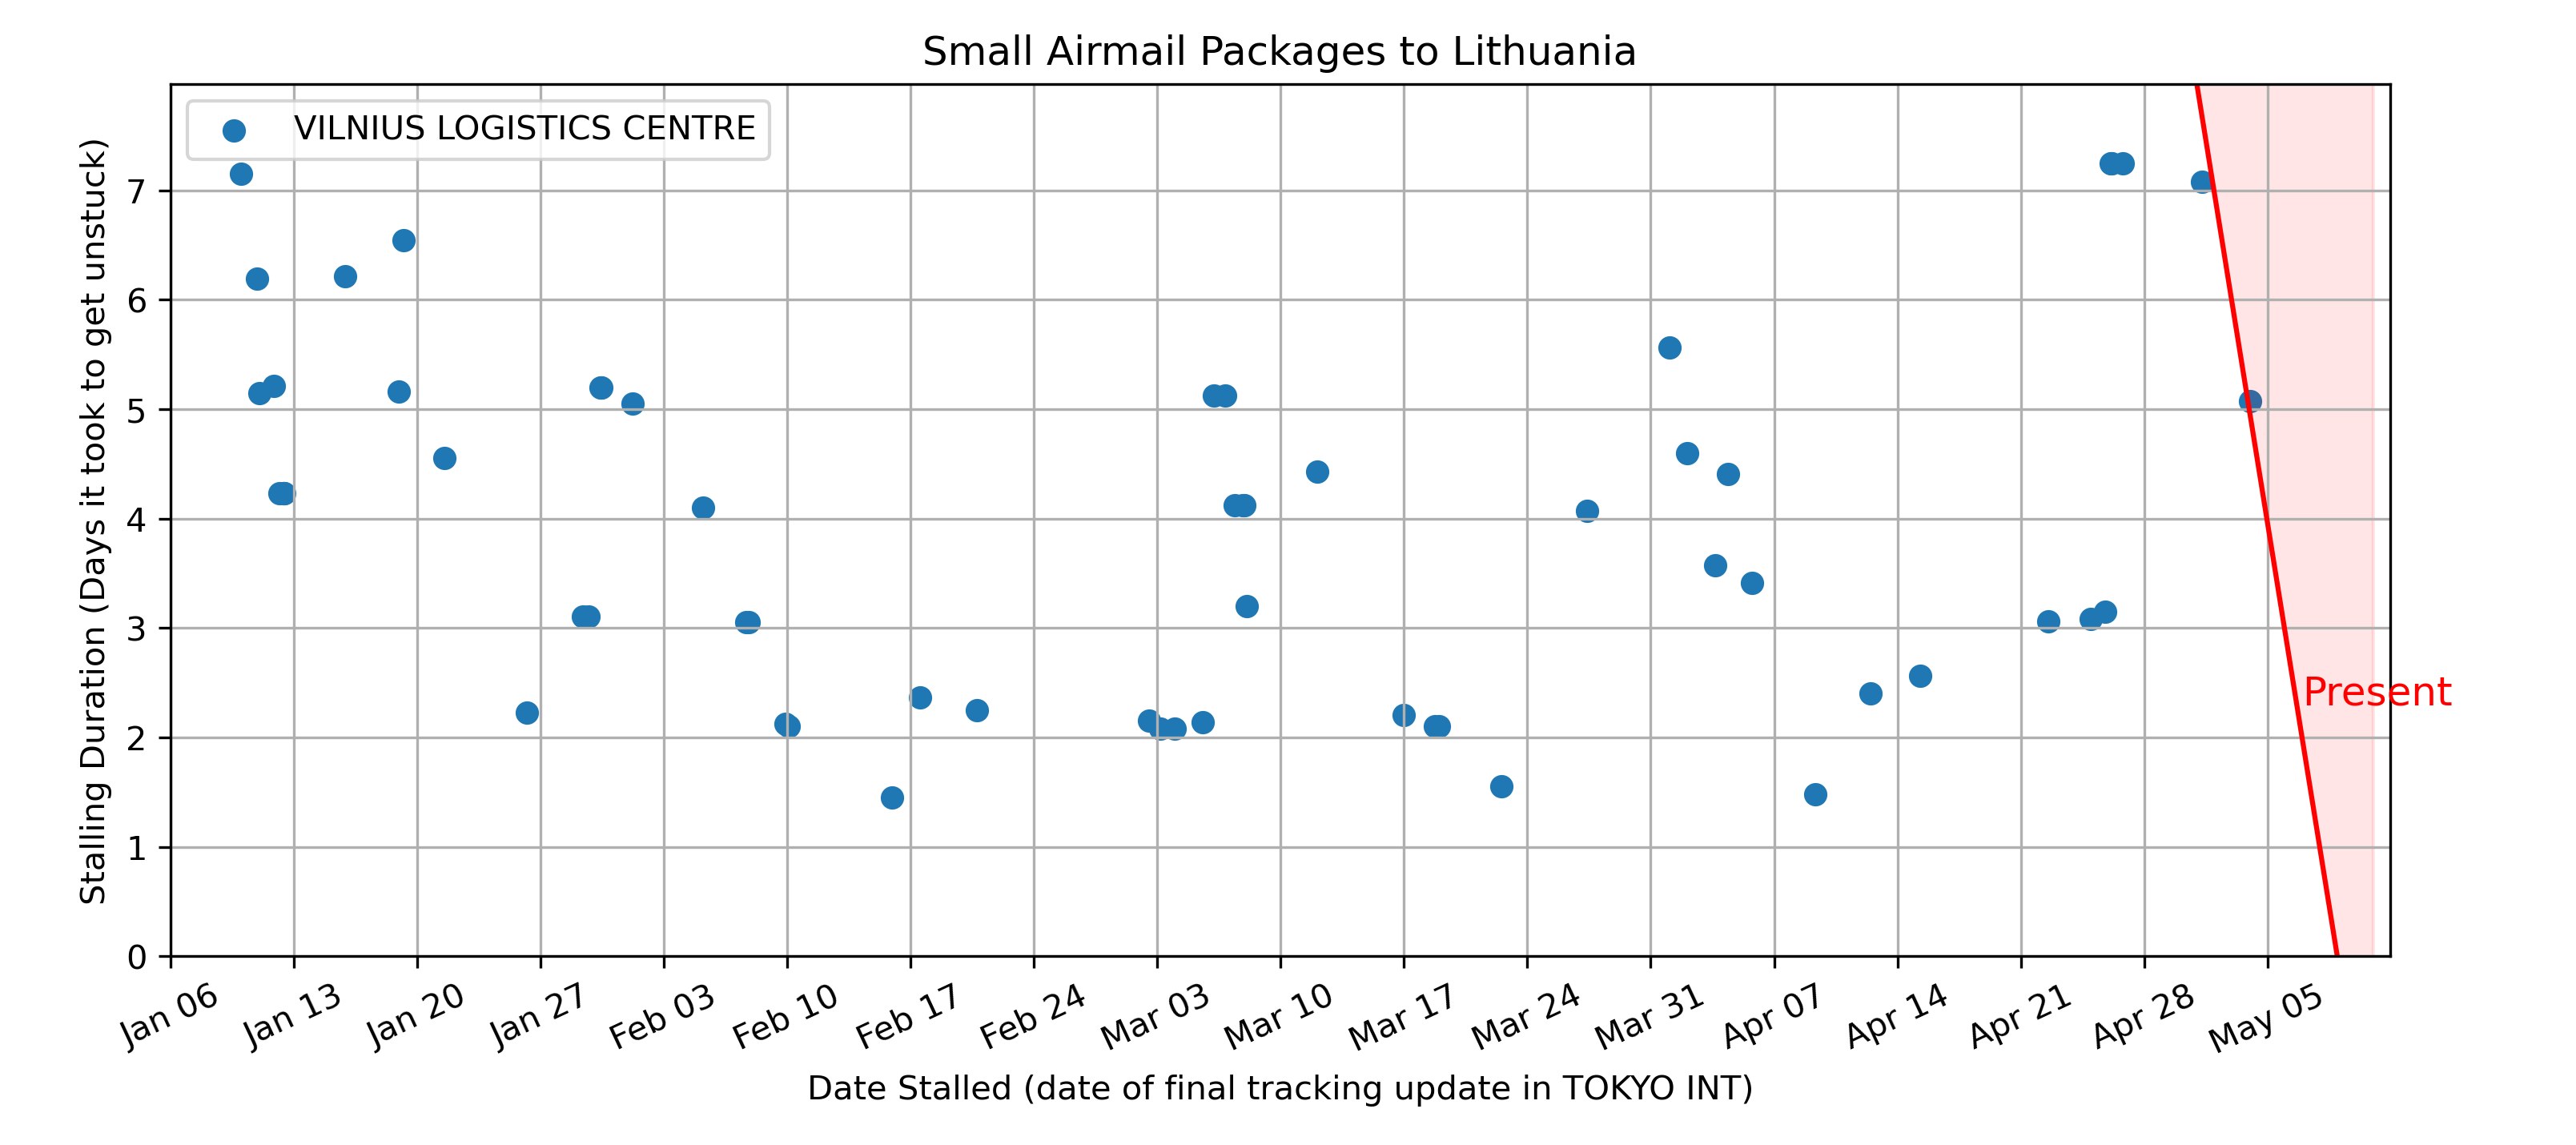 Small Airmail Packages to Lithuania
VILNIUS LOGISTICS CENTRE
Stalling Duration (Days it took to get unstuck)
7
6
5
4
3
2
1
0
Present
Jan 06
Jan 13
Jan 20
Jan 27
Feb 03
Feb 10
Feb 17
Feb 24
Mar 03
Mar 10
Mar 17
Mar 24
Mar 31
Apr 07
Apr 14
Apr 21
Apr 28
May 05
Date Stalled (date of final tracking update in TOKYO INT)